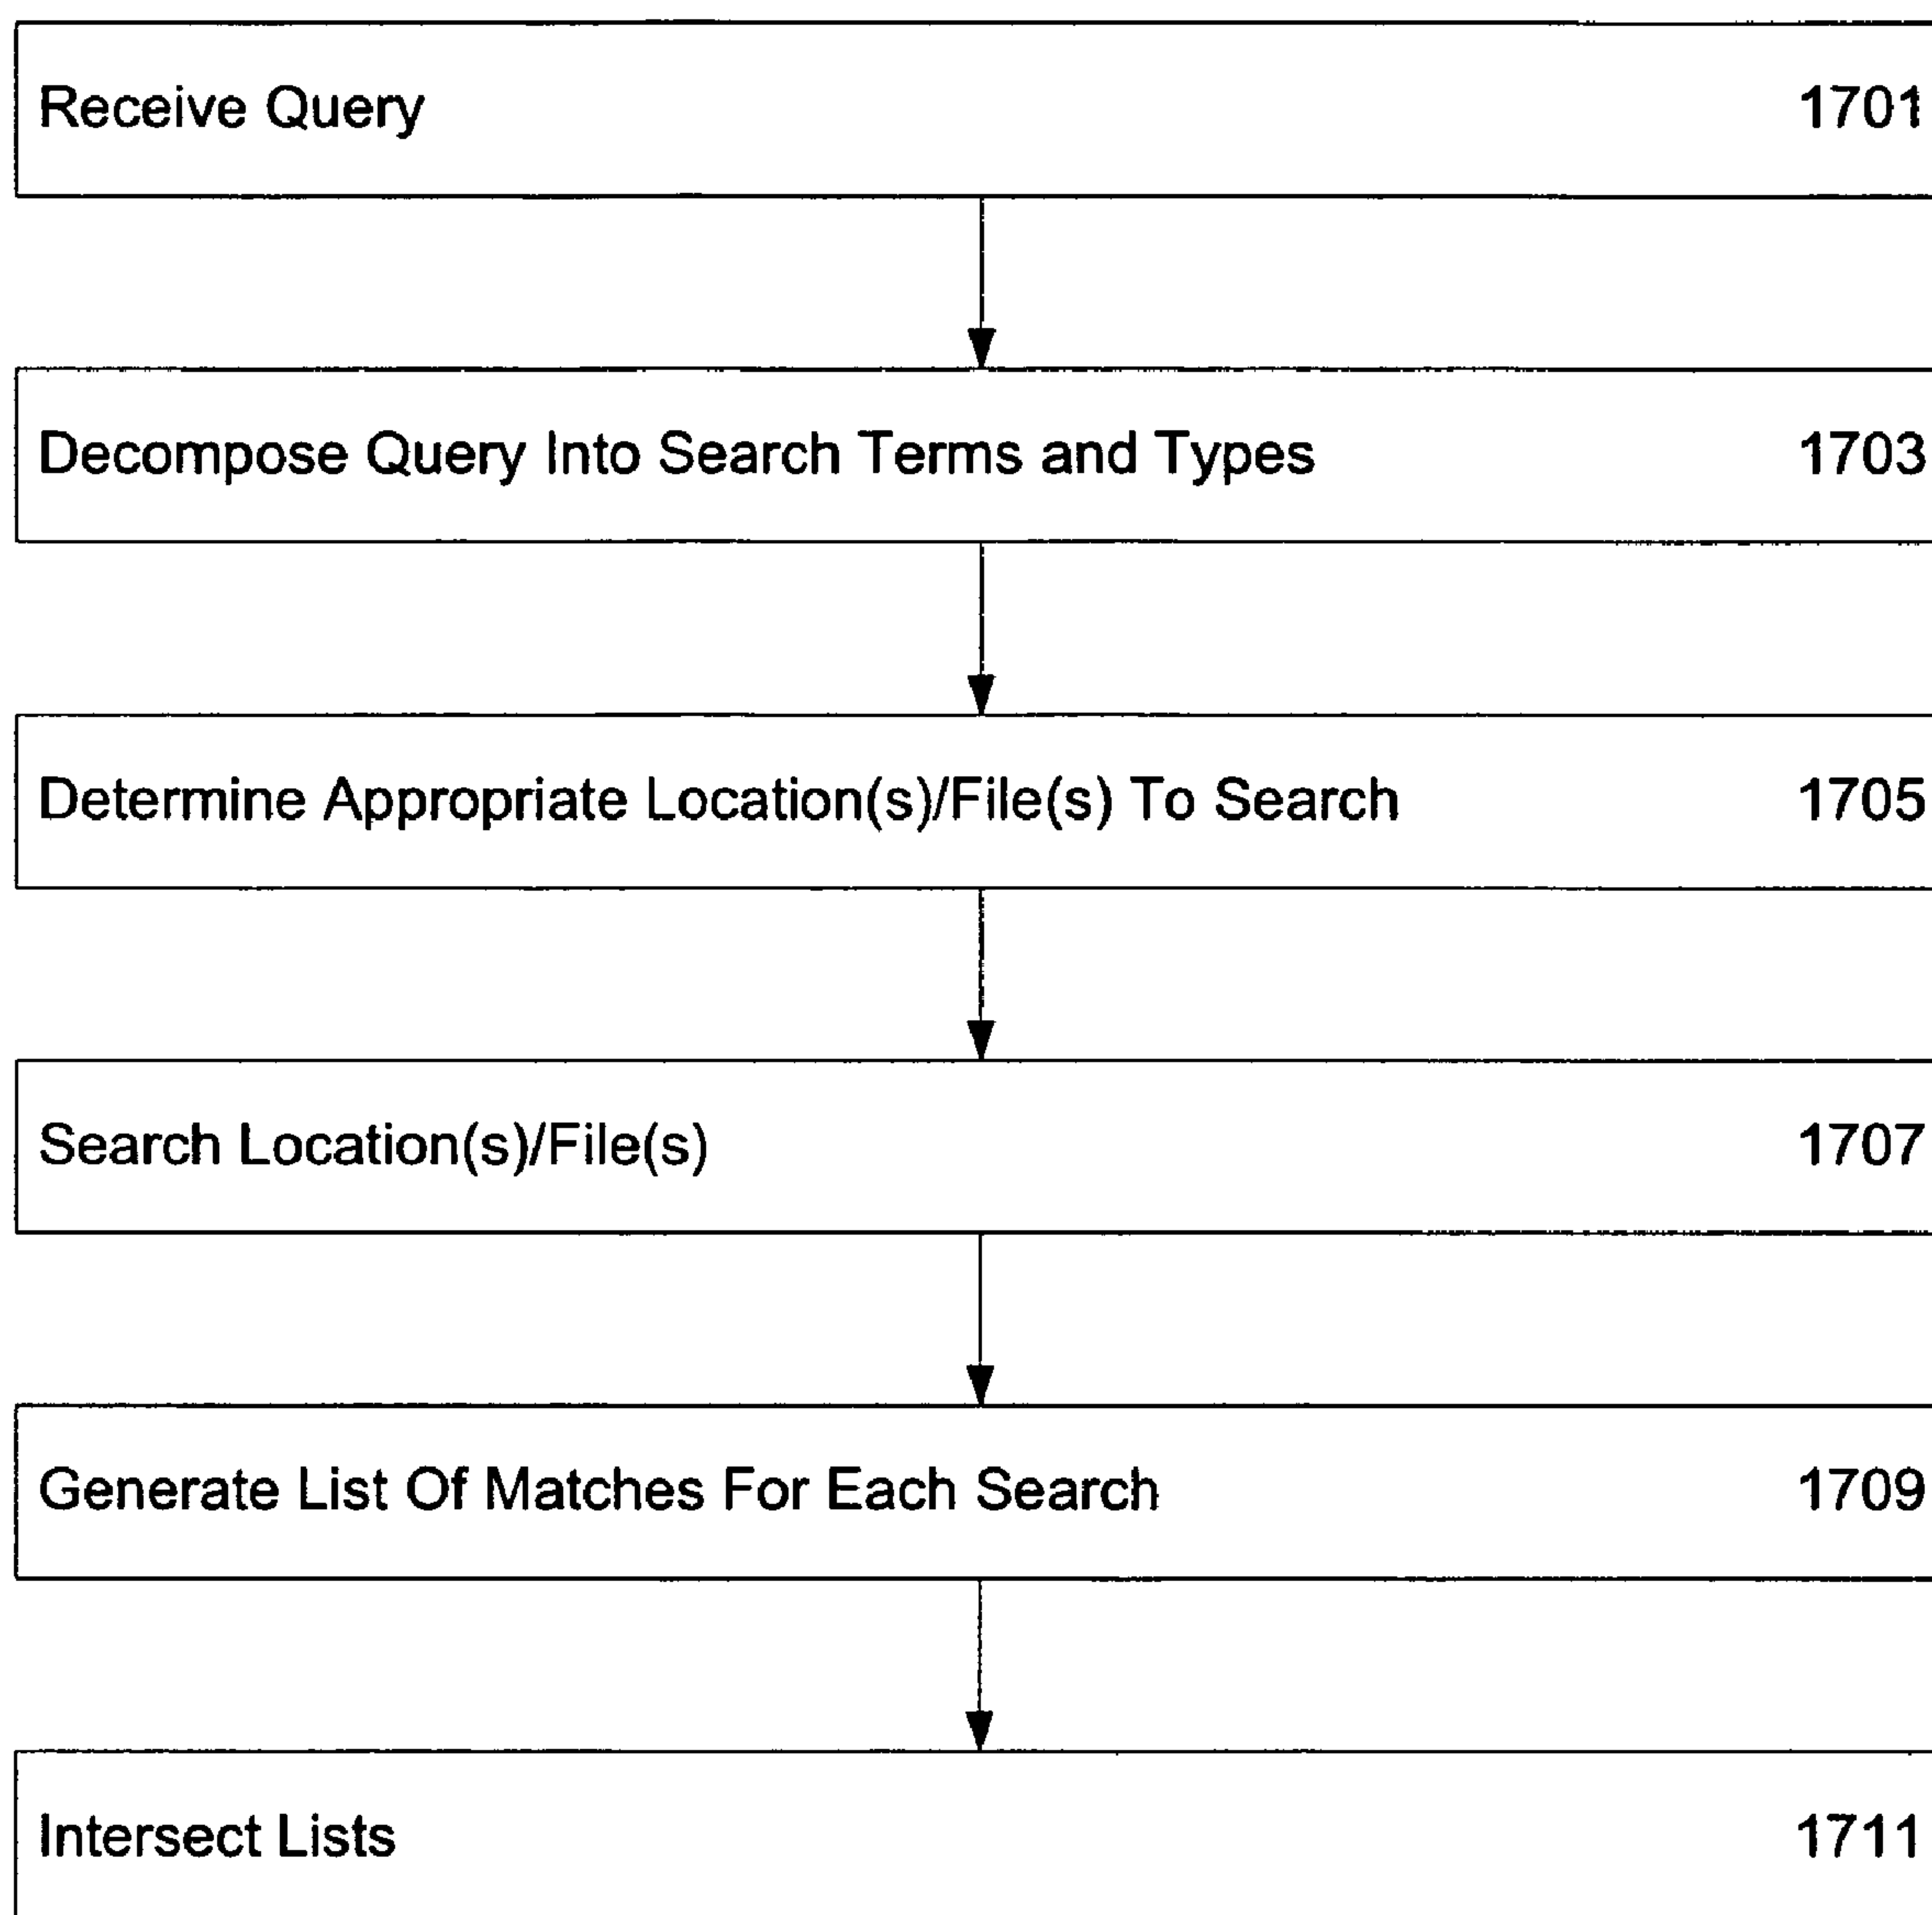 Receive Query 1701
Decompose Query Into Search Terms and Types 1703
Determine Appropriate Location(s)/File(s) To Search 1705
Search Location(s)/File(s) 1707
Generate List Of Matches For Each Search 1709
Intersect Lists 1711